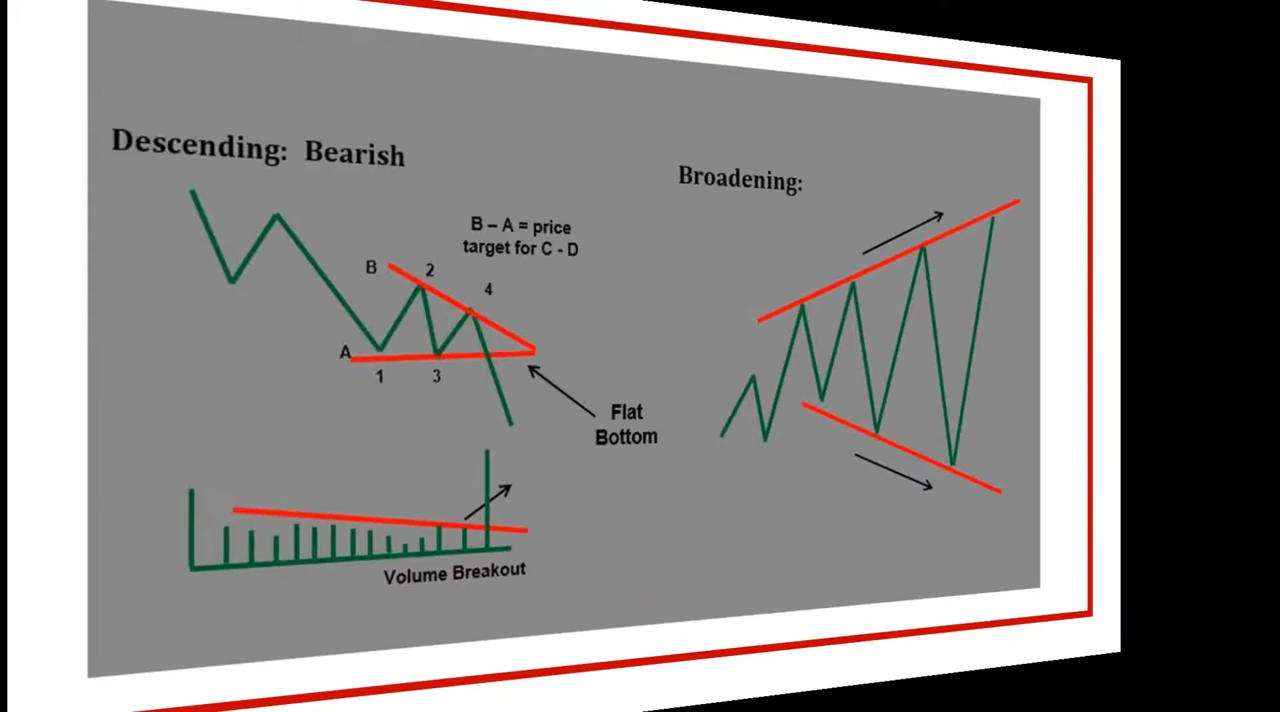 Descending:  Bearish
B – A = price
target for C - D
B
2
4
A
1
3
Flat
Bottom
Volume Breakout
Broadening: